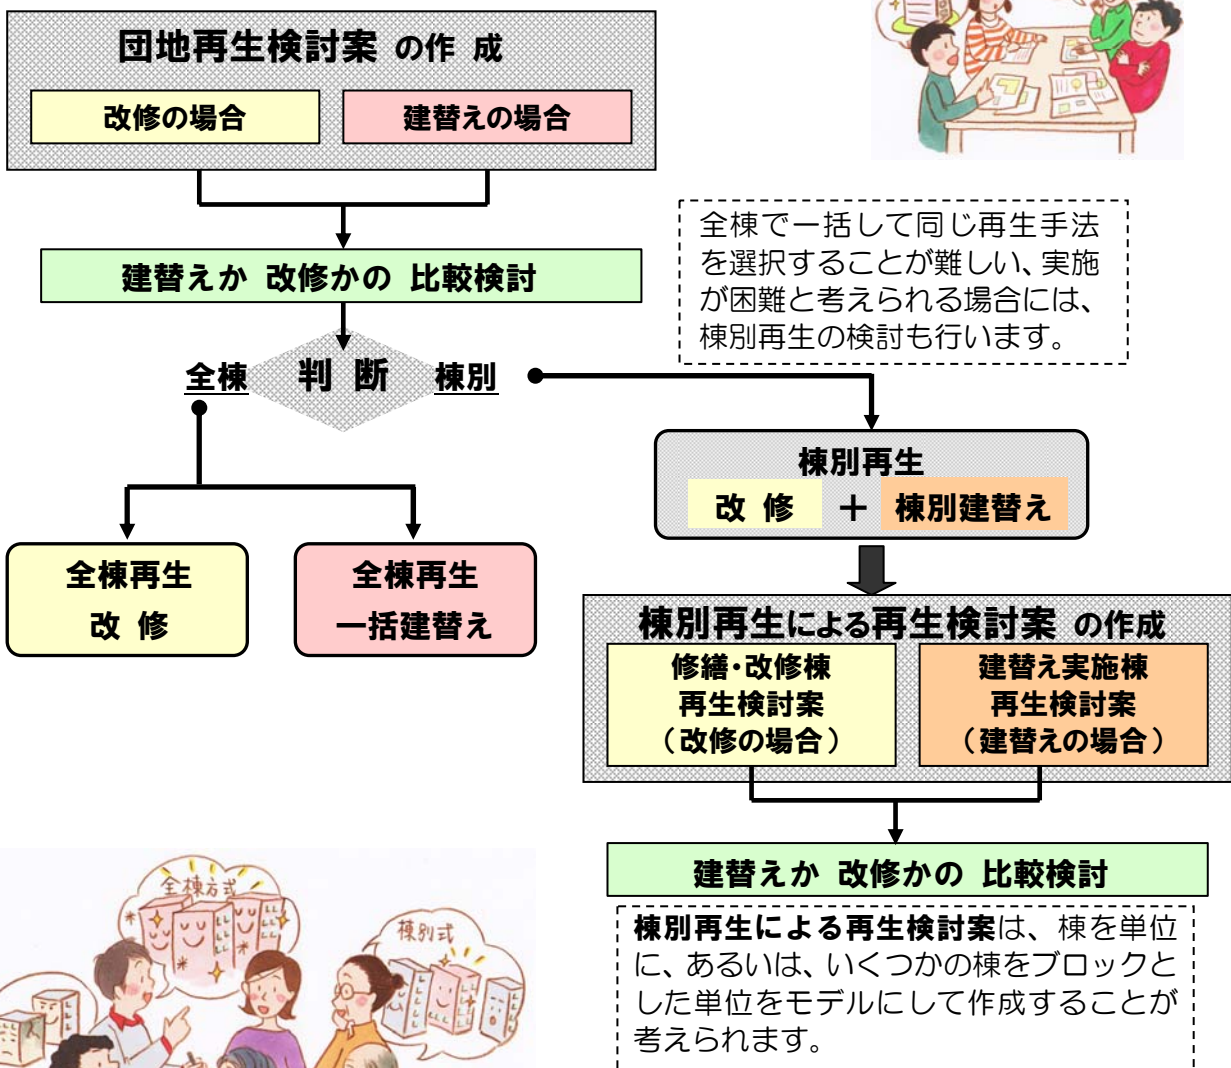 団地再生検討案 の作 成
改修の場合
建替えの場合
建替えか 改修かの 比較検討
全棟で一括して同じ再生手法
を選択することが難しい、実施
が困難と考えられる場合には、
棟別再生の検討も行います。
全棟 判 断 棟別
全棟再生
改 修
全棟再生
一括建替え
棟別再生
改 修 ＋ 棟別建替え
棟別再生による再生検討案 の作成
修繕・改修棟
再生検討案
（改修の場合）
建替え実施棟
再生検討案
（建替えの場合）
建替えか 改修かの 比較検討
棟別再生による再生検討案は、棟を単位
に、あるいは、いくつかの棟をブロックと
した単位をモデルにして作成することが
考えられます。
全棟方式
棟別式